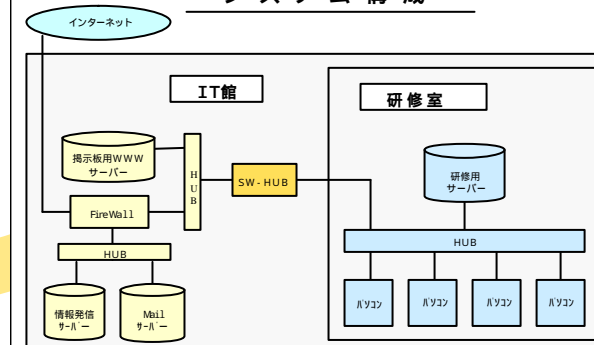 システム構成
インターネット
IT館
研修室
掲示板用WWW
サーバー
HUB
SW-HUB
FireWall
HUB
情報発信
ｻｰﾊﾞｰ
Mail
ｻｰﾊﾞｰ
研修用
サーバー
HUB
ﾊﾟｿｺﾝ
ﾊﾟｿｺﾝ
ﾊﾟｿｺﾝ
ﾊﾟｿｺﾝ